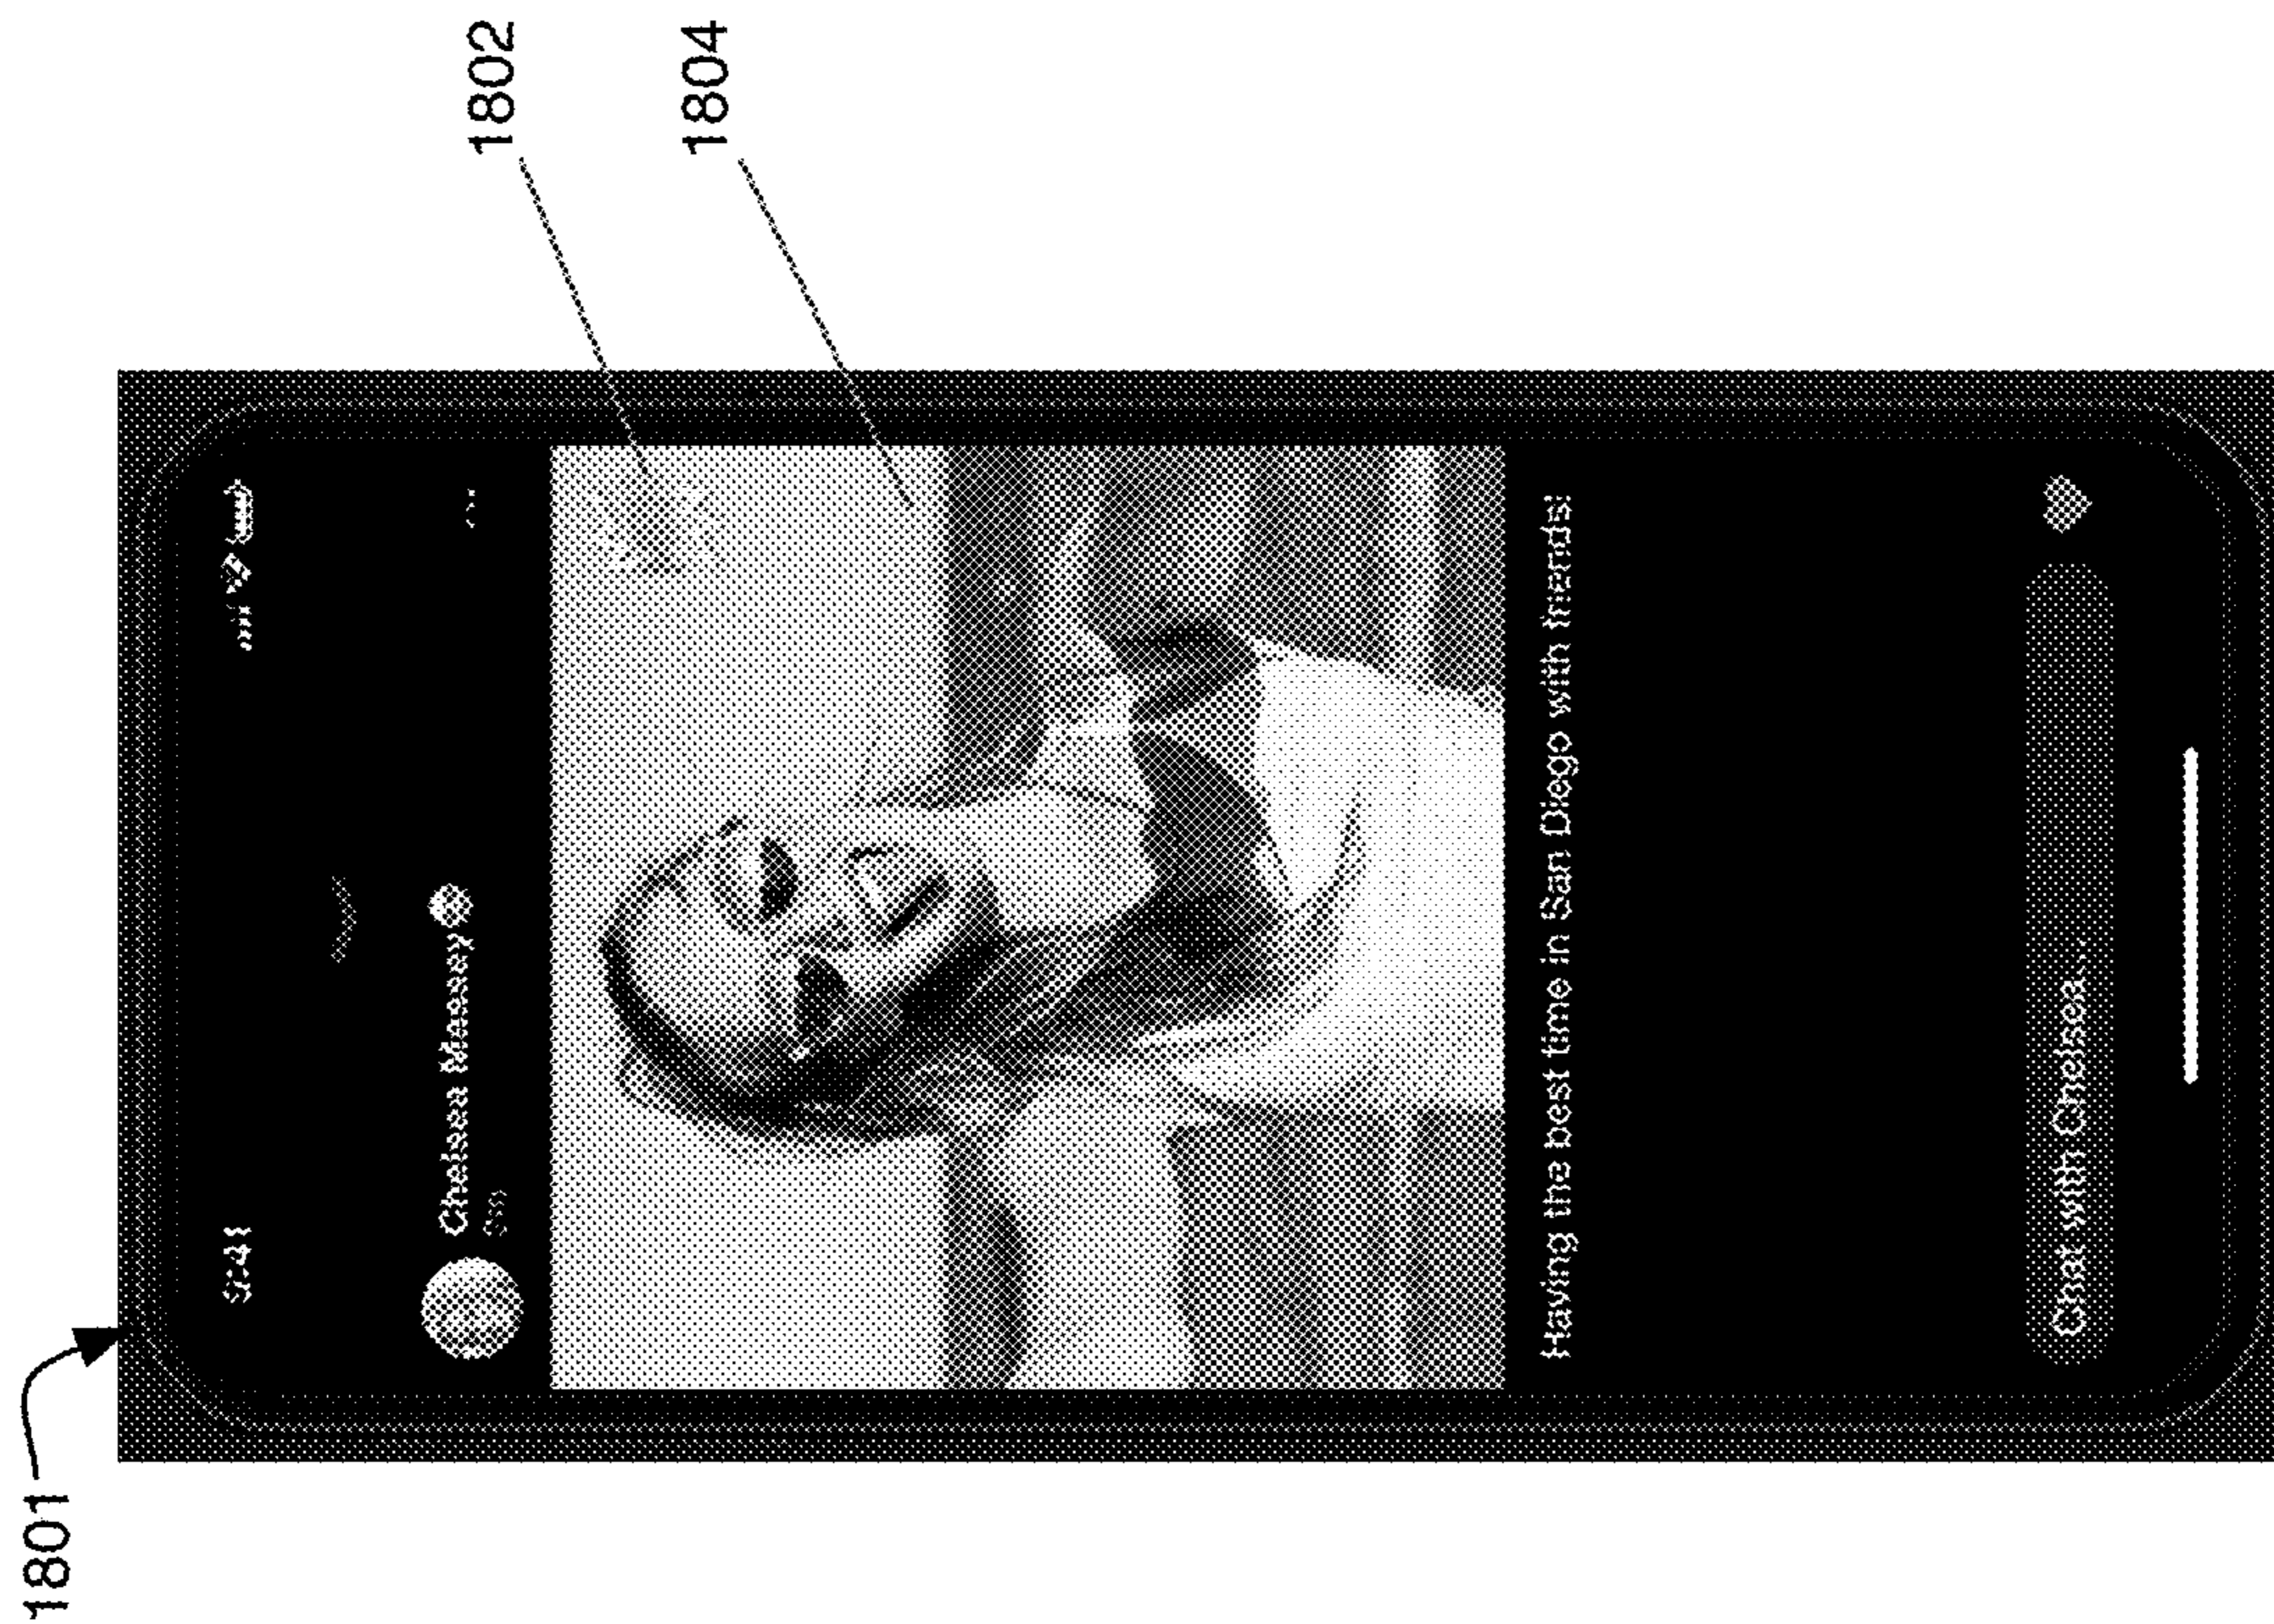 1801
1802
1804
9:41
Chelsea Massey
Having the best time in San Diego with friends!
Chat with Chelsea...